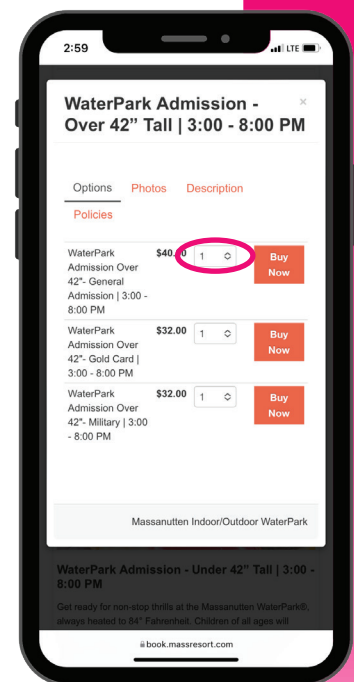 2:59
LTE
WaterPark Admission - ×
Over 42” Tall | 3:00 - 8:00 PM
Options Photos Description
Policies
WaterPark $40.00 1 Buy Now
Admission Over
42"- General
Admission | 3:00 -
8:00 PM
WaterPark $32.00 1 Buy Now
Admission Over
42"- Gold Card |
3:00 - 8:00 PM
WaterPark $32.00 1 Buy Now
Admission Over
42"- Military | 3:00
- 8:00 PM
Massanutten Indoor/Outdoor WaterPark
WaterPark Admission - Under 42” Tall | 3:00 -
8:00 PM
Get ready for non-stop thrills at the Massanutten WaterPark®,
always heated to 84° Fahrenheit. Children of all ages will
book.massresort.com